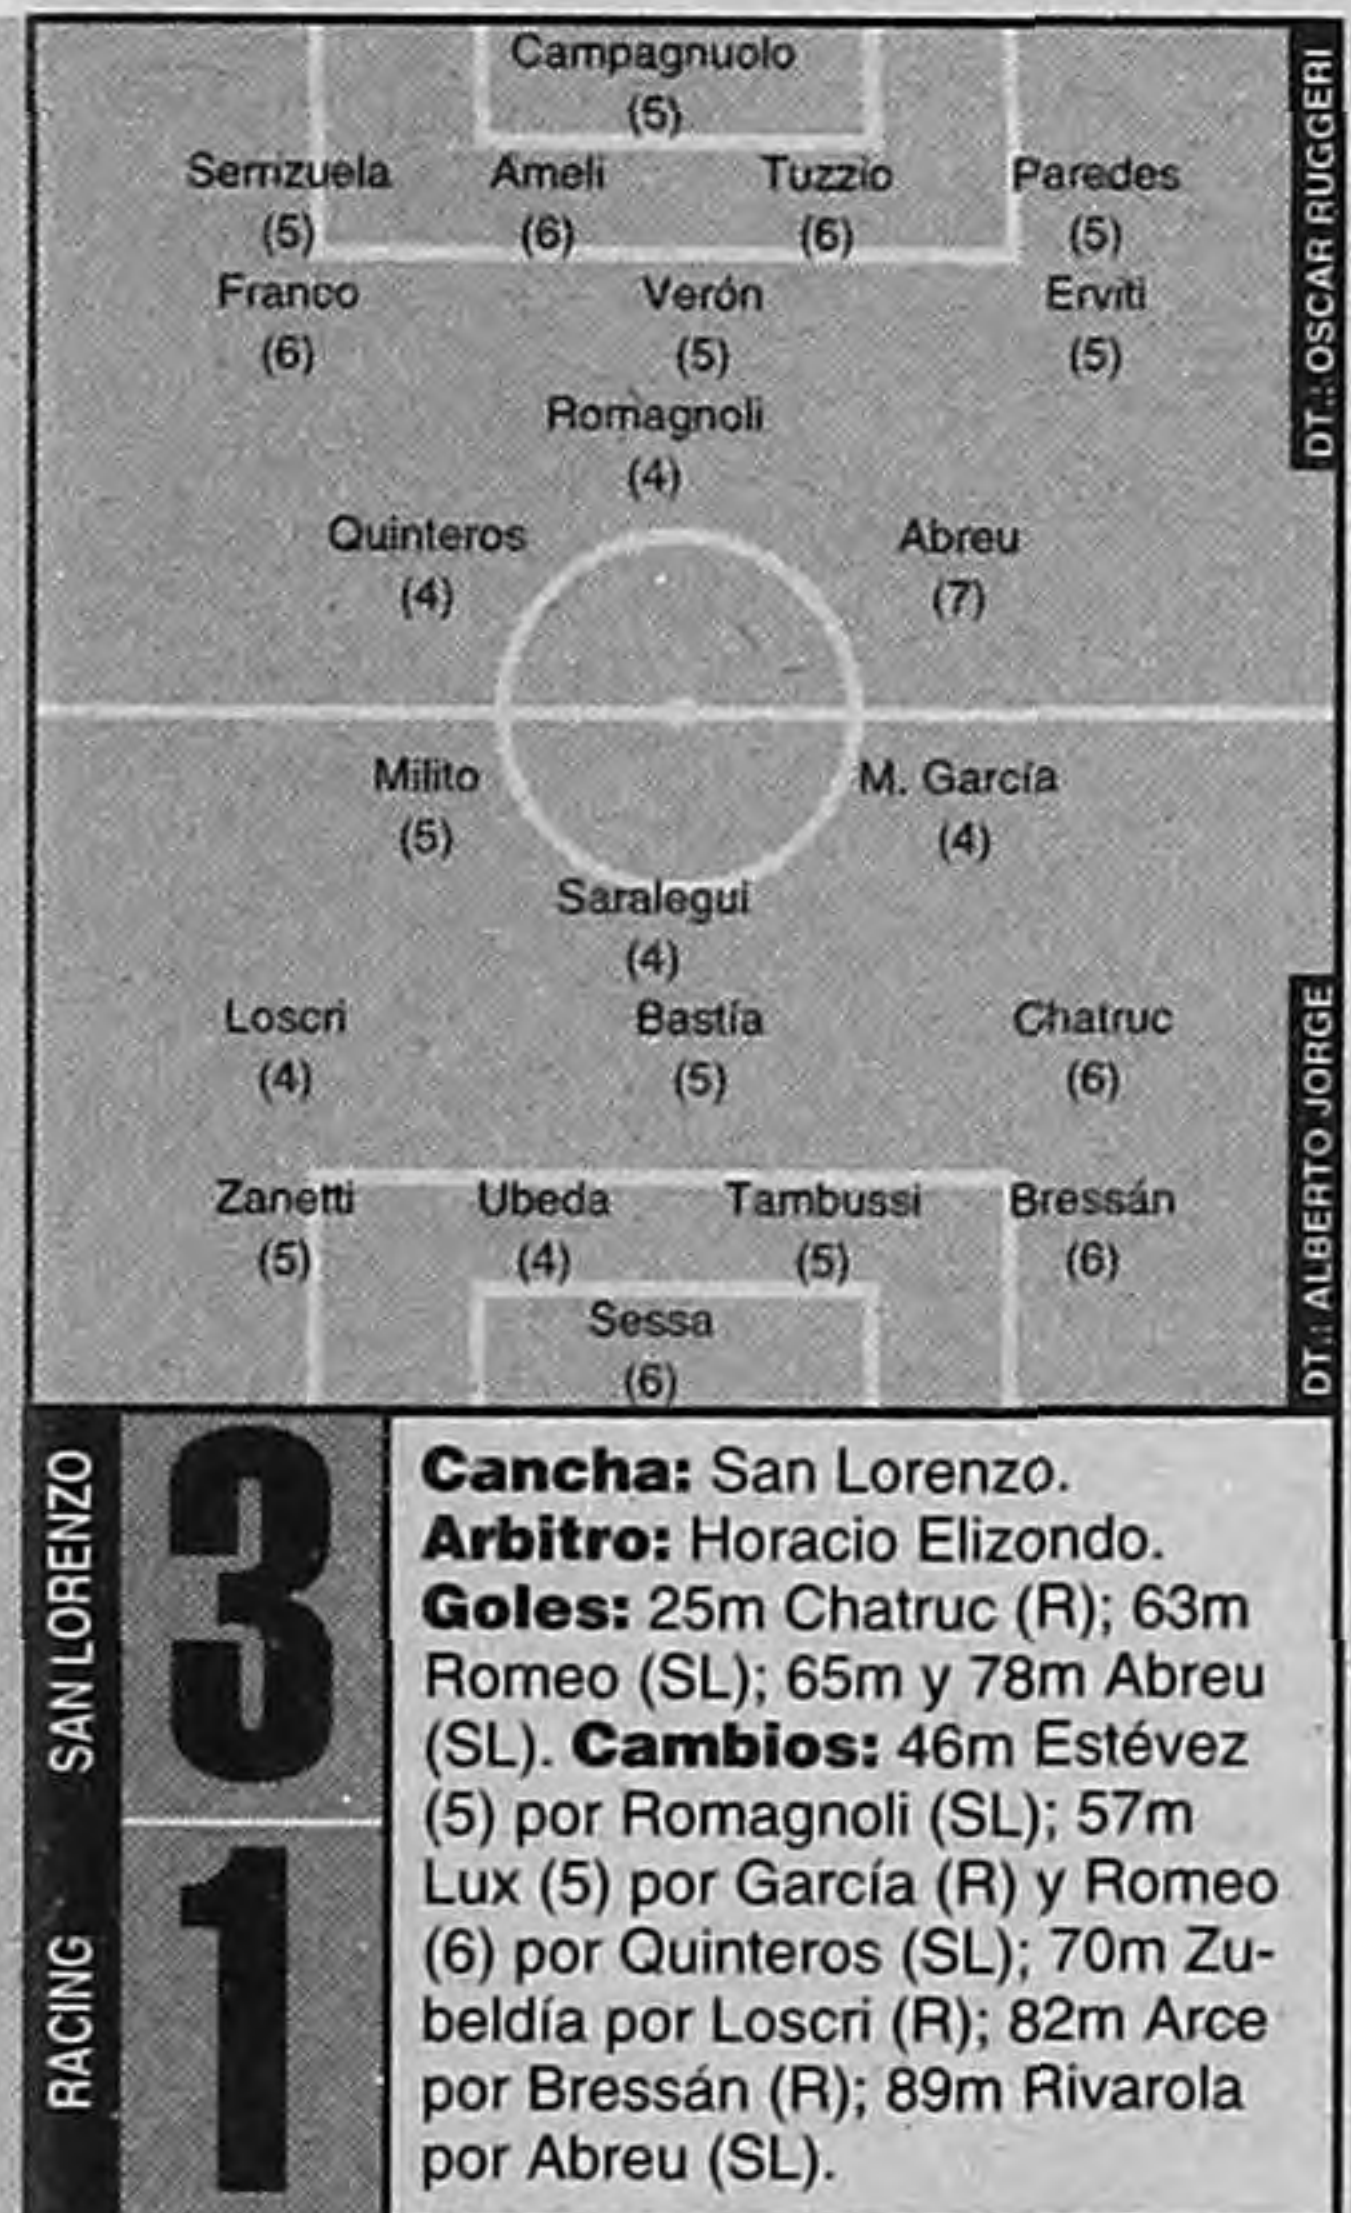 Campagnuolo
(5)
Serrizuela Ameli Tuzzio Paredes
(5) (6) (6) (5)
Franco Verón Erviti
(6) (5) (5)
Romagnoli
(4)
Quinteros Abreu
(4) (7)
DT.: OSCAR RUGGERI
Milito M. García
(5) (4)
Saralegui
(4)
Loscri Bastía Chatruc
(4) (5) (6)
Zanetti Ubeda Tambussi Bressán
(5) (4) (5) (6)
Sessa
(6)
DT.: ALBERTO JORGE
SAN LORENZO
3
RACING
1
Cancha: San Lorenzo.
Arbitro: Horacio Elizondo.
Goles: 25m Chatruc (R); 63m
Romeo (SL); 65m y 78m Abreu
(SL). Cambios: 46m Estévez
(5) por Romagnoli (SL); 57m
Lux (5) por García (R) y Romeo
(6) por Quinteros (SL); 70m Zu-
beldía por Loscri (R); 82m Arce
por Bressán (R); 89m Rivarola
por Abreu (SL).